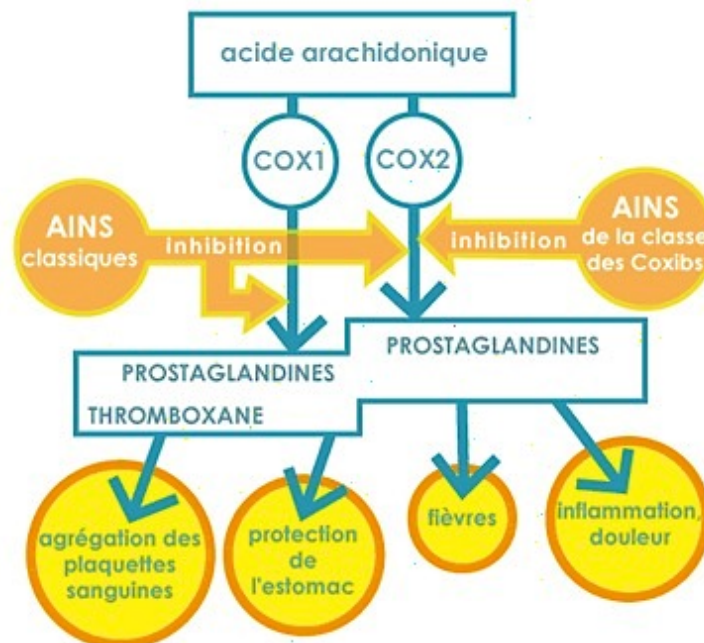 acide arachidonique
COX1
COX2
AINS
classiques
inhibition
inhibition
AINS
de la classe
des Coxibs
PROSTAGLANDINES
THROMBOXANE
PROSTAGLANDINES
agrégation des
plaquettes
sanguines
protection
de
l'estomac
fièvres
inflammation,
douleur